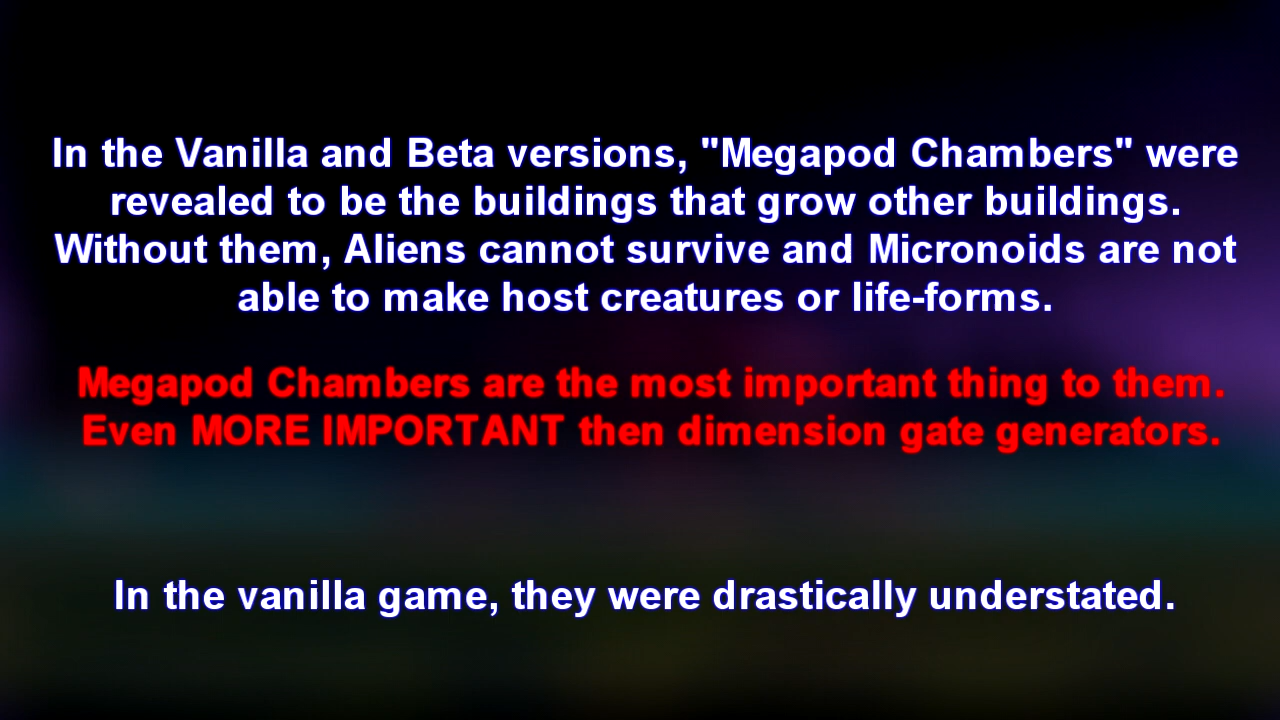 In the Vanilla and Beta versions, "Megapod Chambers" were
revealed to be the buildings that grow other buildings.
Without them, Aliens cannot survive and Micronoids are not
able to make host creatures or life-forms.
Megapod Chambers are the most important thing to them.
Even MORE IMPORTANT then dimension gate generators.
In the vanilla game, they were drastically understated.